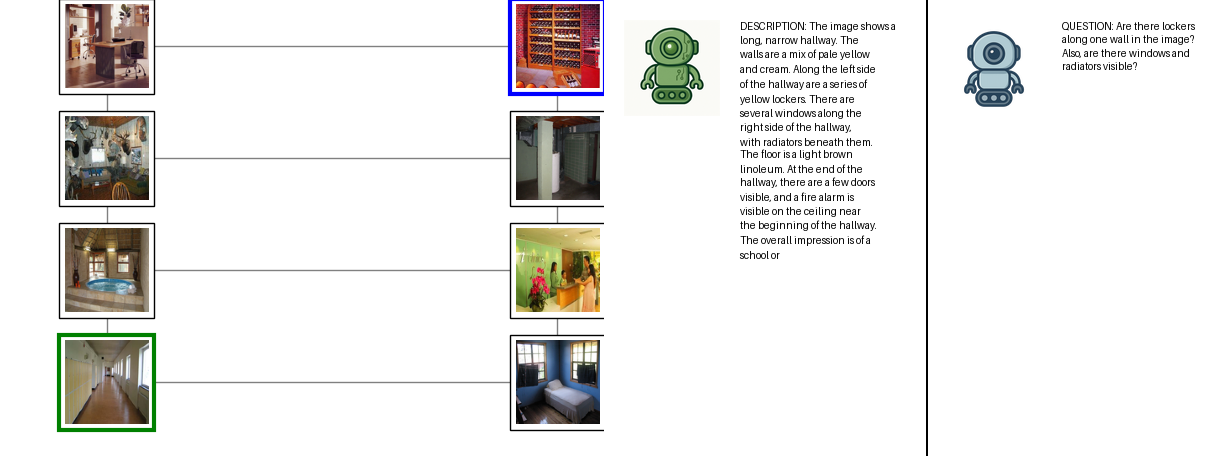 DESCRIPTION: The image shows a
long, narrow hallway. The
walls are a mix of pale yellow
and cream. Along the left side
of the hallway are a series of
yellow lockers. There are
several windows along the
right side of the hallway,
with radiators beneath them.
The floor is a light brown
linoleum. At the end of the
hallway, there are a few doors
visible, and a fire alarm is
visible on the ceiling near
the beginning of the hallway.
The overall impression is of a
school or
QUESTION: Are there lockers
along one wall in the image?
Also, are there windows and
radiators visible?